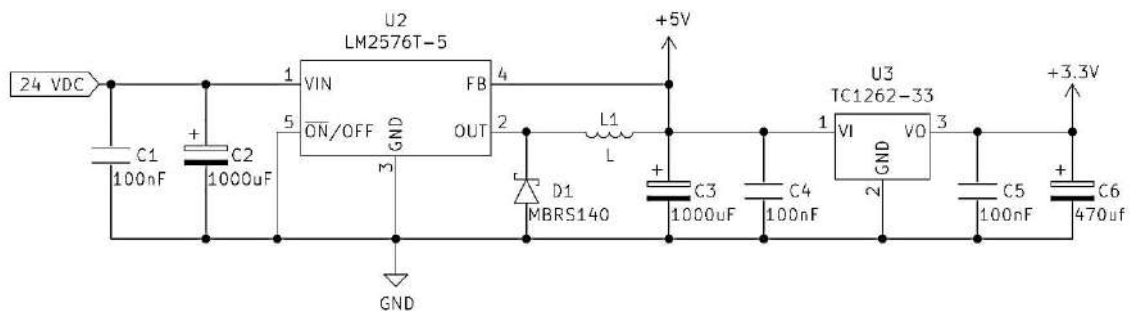 U2
LM2576T-5
24 VDC
1
VIN
FB
4
5
ON/OFF
GND
OUT
2
3
C1
100nF
C2
1000uF
+
D1
MBRS140
L1
L
+5V
C3
1000uF
+
C4
100nF
U3
TC1262-33
1
VI
VO
3
GND
2
C5
100nF
+3.3V
C6
470uf
+
GND